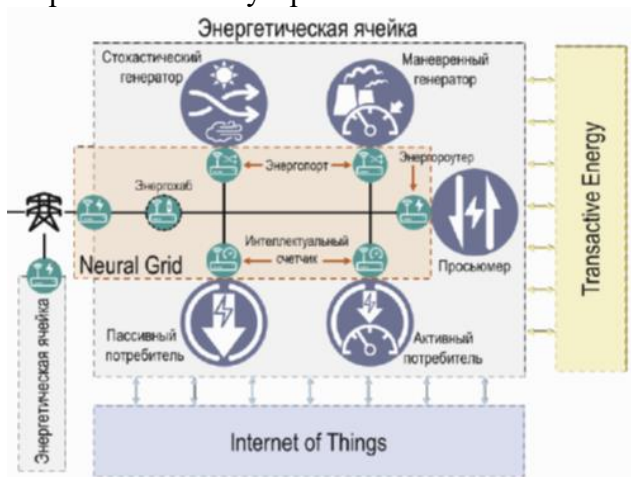 Энергетическая ячейка
Стохастический
генератор
Маневренный
генератор
Энергопорт
Энергороутер
Энергохаб
Интеллектуальный
счетчик
Neural Grid
Просьюмер
Пассивный
потребитель
Активный
потребитель
Энергетическая ячейка
Transactive Energy
Internet of Things